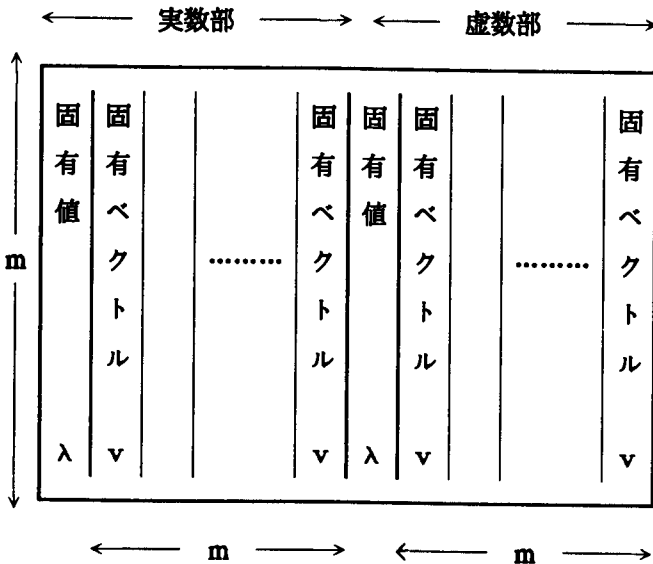 実数部 虚数部
固有値 λ
固有ベクトル v
………
固有ベクトル v
固有値 λ
固有ベクトル v
………
固有ベクトル v
m
m m